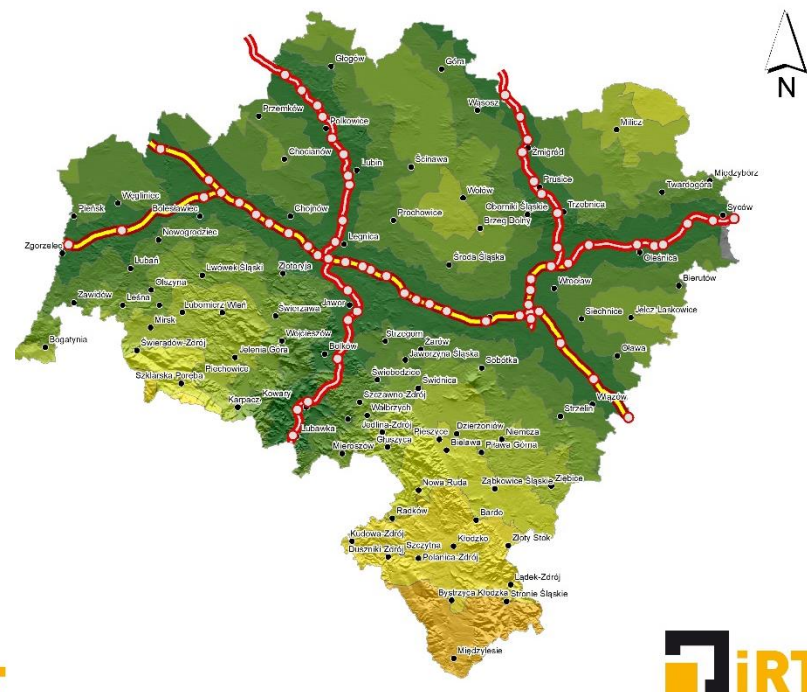 N
Głogów
Góra
Wąsosz
Przemków
Polkowice
Milicz
Żmigród
Chocianów
Lubin
Ścinawa
Międzybórz
Prusice
Twardogóra
Węgliniec
Wołów
Pieńsk
Bolesławiec
Chojnów
Prochowice
Oborniki Śląskie
Trzebnica
Syców
Brzeg Dolny
Nowogrodziec
Legnica
Zgorzelec
Oleśnica
Środa Śląska
Lubań
Lwówek Śląski
Złotoryja
Bierutów
Wrocław
Olszyna
Zawidów
Leśna
Lubomierz
Wleń
Świerzawa
Jawor
Siechnice
Jelcz Laskowice
Mirsk
Bogatynia
Świeradów-Zdrój
Wojcieszów
Strzegom
Żarów
Jelenia Góra
Bolków
Jaworzyna Śląska
Sobótka
Oława
Piechowice
Szklarska Poręba
Świebodzice
Świdnica
Kowary
Karpacz
Szczawno-Zdrój
Wiązów
Lubawka
Wałbrzych
Strzelin
Jedlina-Zdrój
Dzierżoniów
Głuszyca
Pieszyce
Niemcza
Mieroszów
Bielawa
Piława Górna
Nowa Ruda
Ząbkowice Śląskie
Ziębice
Radków
Bardo
Kudowa-Zdrój
Szczytna
Kłodzko
Złoty Stok
Duszniki Zdrój
Polanica-Zdrój
Lądek-Zdrój
Bystrzyca Kłodzka
Stronie Śląskie
Międzylesie
iRT